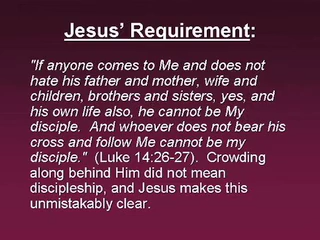 Jesus’ Requirement:
"If anyone comes to Me and does not
hate his father and mother, wife and
children, brothers and sisters, yes, and
his own life also, he cannot be My
disciple.  And whoever does not bear his
cross and follow Me cannot be my
disciple."  (Luke 14:26-27).  Crowding
along behind Him did not mean
discipleship, and Jesus makes this
unmistakably clear.